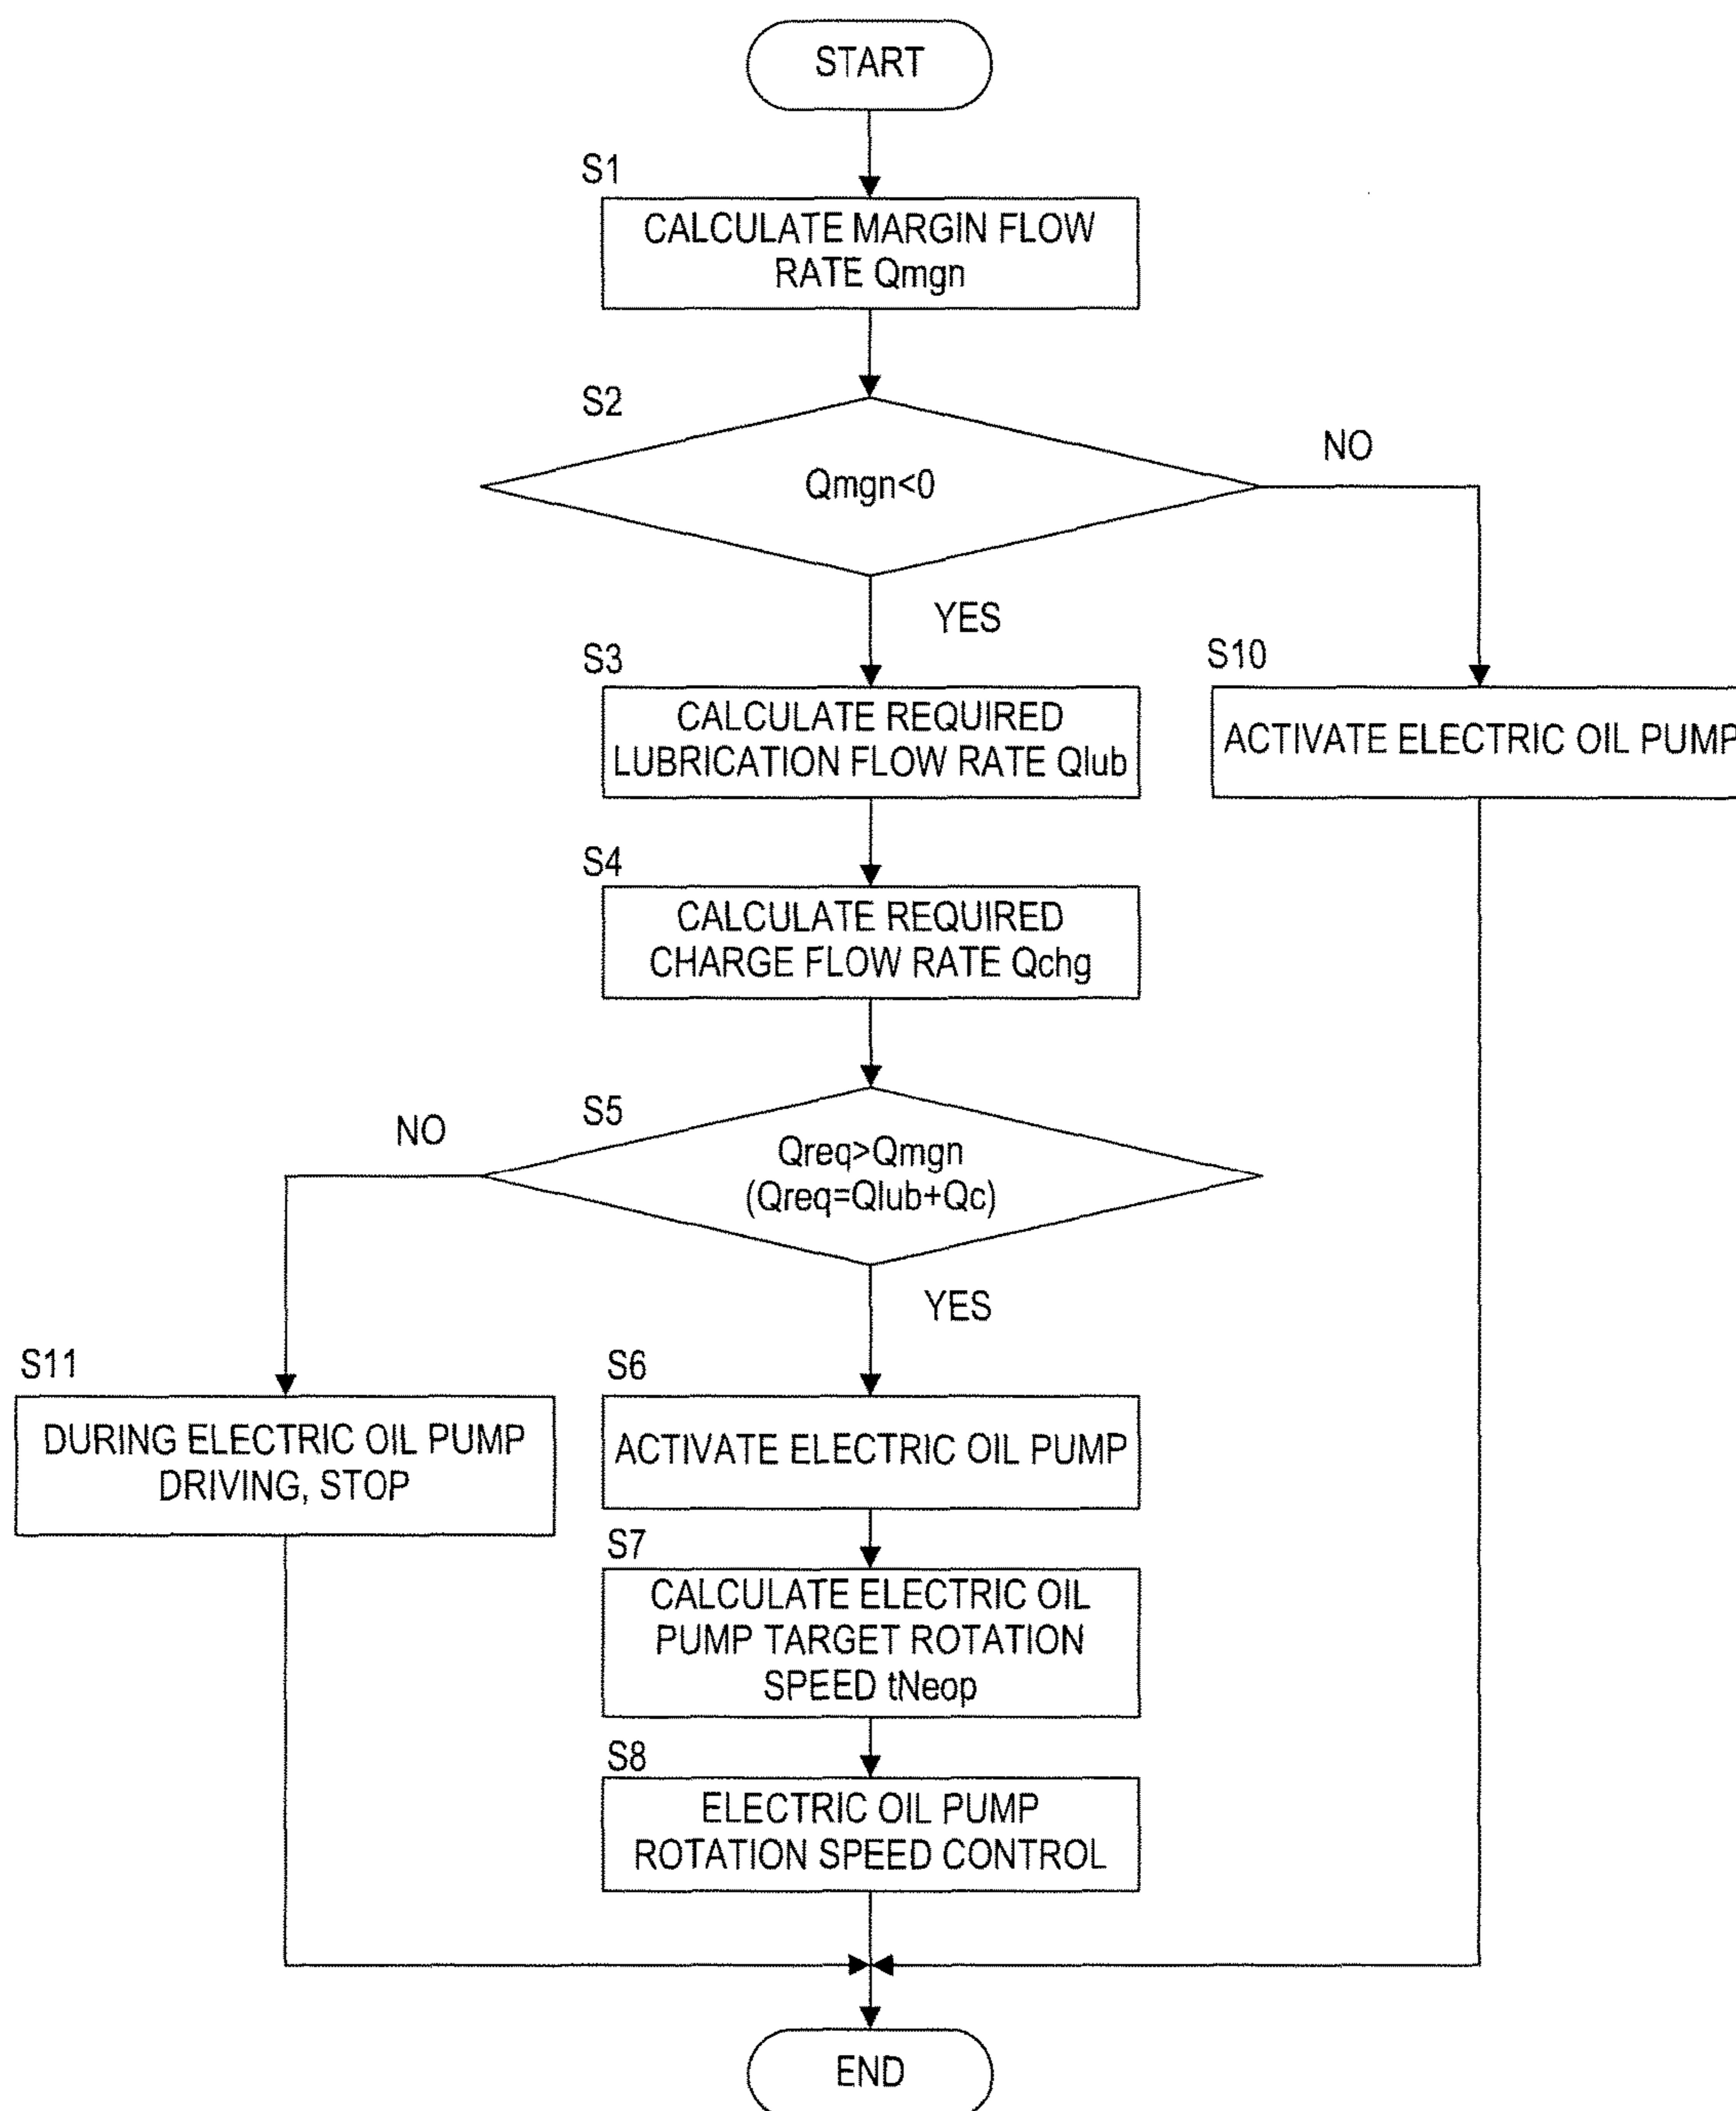 START
S1
CALCULATE MARGIN FLOW
RATE Qmgn
S2
Qmgn<0
NO
YES
S3
CALCULATE REQUIRED
LUBRICATION FLOW RATE Qlub
S10
ACTIVATE ELECTRIC OIL PUMP
S4
CALCULATE REQUIRED
CHARGE FLOW RATE Qchg
S5
NO
Qreq>Qmgn
(Qreq=Qlub+Qc)
YES
S11
DURING ELECTRIC OIL PUMP
DRIVING, STOP
S6
ACTIVATE ELECTRIC OIL PUMP
S7
CALCULATE ELECTRIC OIL
PUMP TARGET ROTATION
SPEED tNeop
S8
ELECTRIC OIL PUMP
ROTATION SPEED CONTROL
END